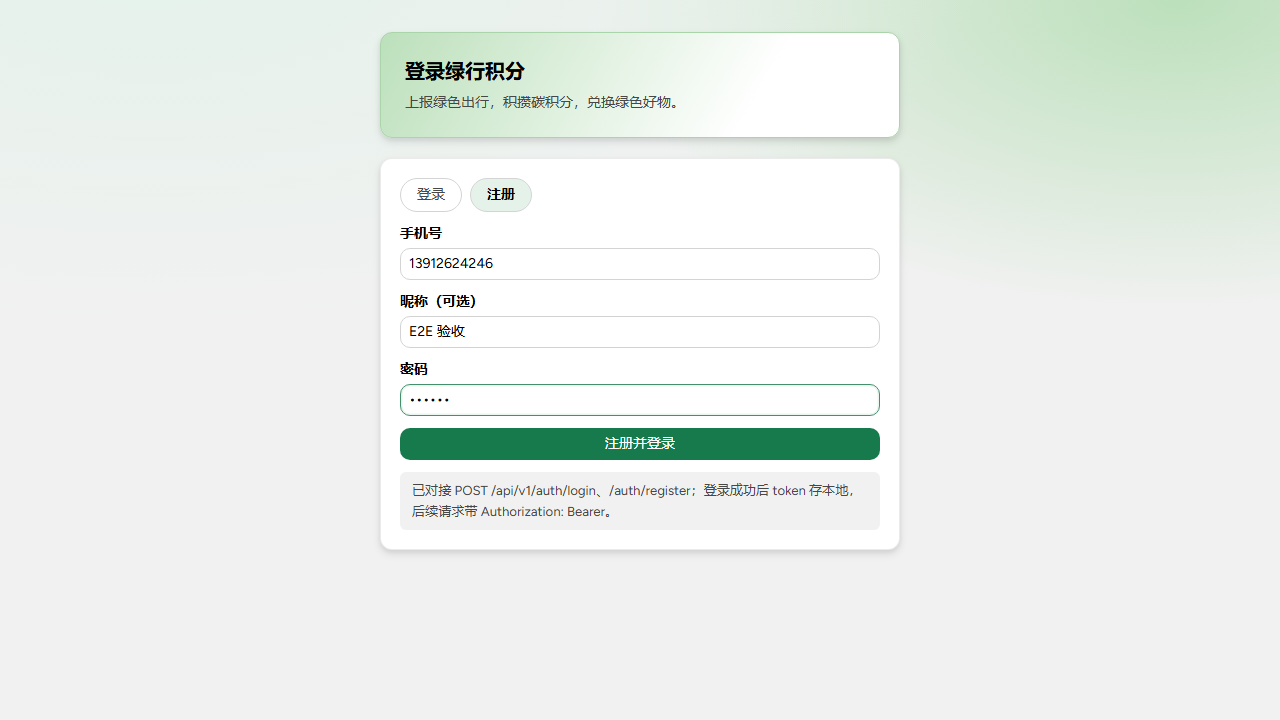 登录绿行积分
上报绿色出行，积攒碳积分，兑换绿色好物。
登录
注册
手机号
13912624246
昵称（可选）
E2E 验收
密码
••••••
注册并登录
已对接 POST /api/v1/auth/login、/auth/register；登录成功后 token 存本地，
后续请求带 Authorization: Bearer。